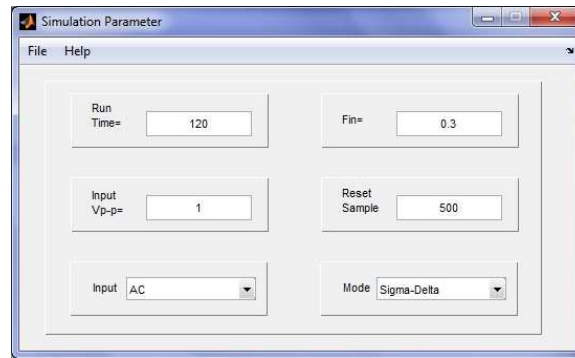 Simulation Parameter
File Help
Run
Time=
120
Fin=
0.3
Input
Vp-p=
1
Reset
Sample
500
Input AC
Mode Sigma-Delta